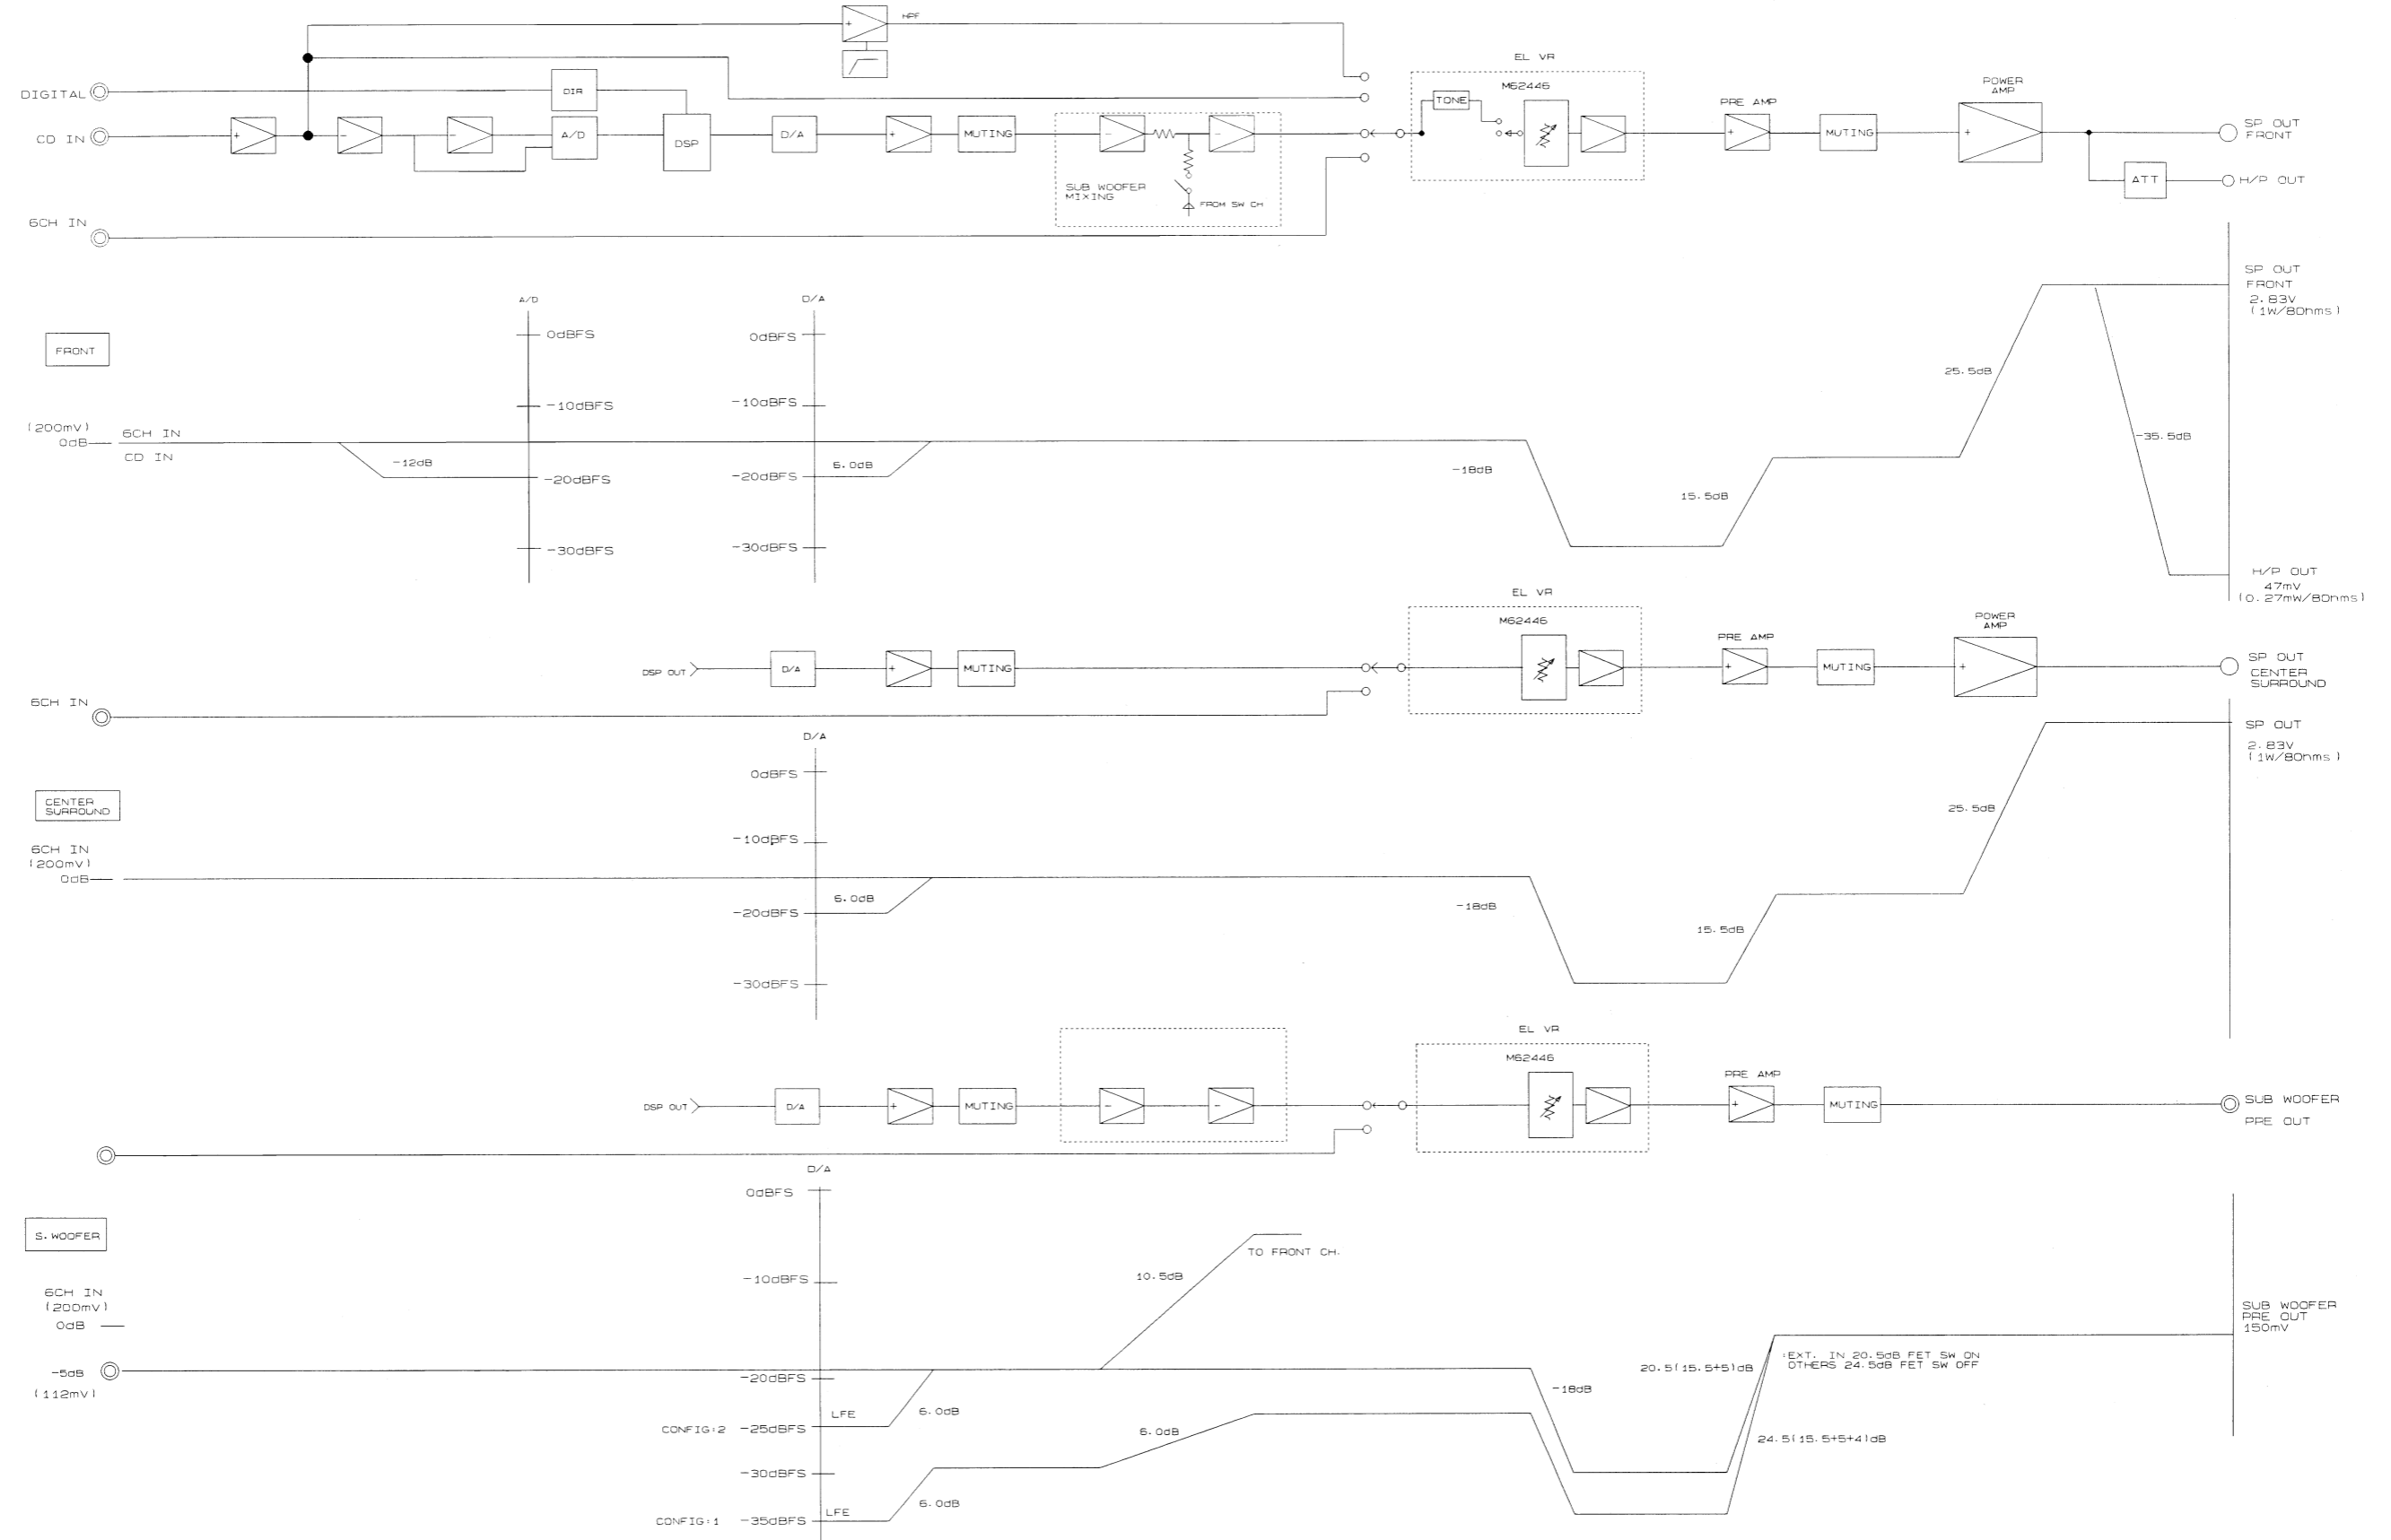 HPF
DIGITAL
DIR
CD IN
A/D
DSP
D/A
MUTING
SUB WOOFER
MIXING
FROM SW CH
EL VR
M62446
TONE
PRE AMP
MUTING
POWER
AMP
SP OUT
FRONT
ATT
H/P OUT
6CH IN
FRONT
A/D
0dBFS
-10dBFS
-20dBFS
-30dBFS
D/A
0dBFS
-10dBFS
-20dBFS
-30dBFS
(200mV)
0dB
6CH IN
CD IN
-12dB
6.0dB
-18dB
15.5dB
25.5dB
-35.5dB
SP OUT
FRONT
2.83V
(1W/8Ohms)
H/P OUT
47mV
(0.27mW/8Ohms)
DSP OUT
D/A
MUTING
EL VR
M62446
PRE AMP
MUTING
POWER
AMP
SP OUT
CENTER
SURROUND
6CH IN
CENTER
SURROUND
6CH IN
(200mV)
0dB
D/A
0dBFS
-10dBFS
-20dBFS
-30dBFS
6.0dB
-18dB
15.5dB
25.5dB
SP OUT
2.83V
(1W/8Ohms)
DSP OUT
D/A
MUTING
EL VR
M62446
PRE AMP
MUTING
SUB WOOFER
PRE OUT
S.WOOFER
6CH IN
(200mV)
0dB
-5dB
(112mV)
D/A
0dBFS
-10dBFS
-20dBFS
CONFIG:2 -25dBFS
-30dBFS
CONFIG:1 -35dBFS
LFE
6.0dB
LFE
6.0dB
10.5dB
TO FRONT CH.
6.0dB
-18dB
20.5(15.5+5)dB
24.5(15.5+5+4)dB
:EXT. IN 20.5dB FET SW ON
OTHERS 24.5dB FET SW OFF
SUB WOOFER
PRE OUT
150mV